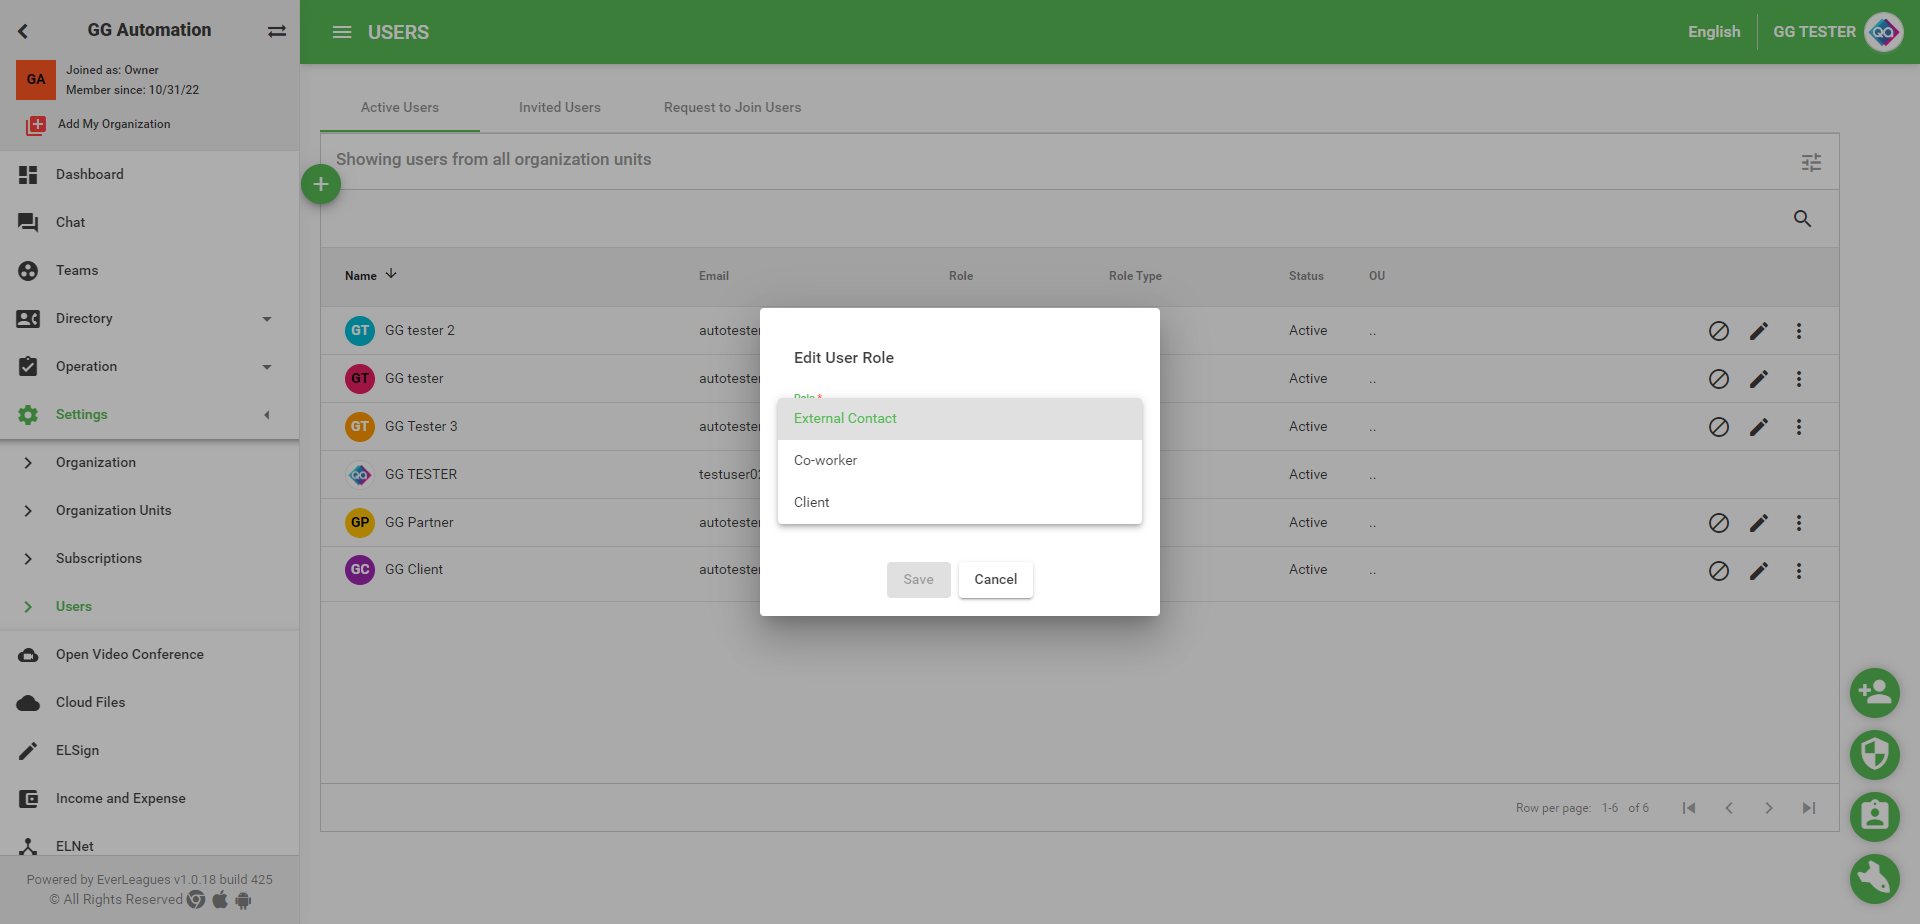 GG Automation
GA
Joined as: Owner
Member since: 10/31/22
Add My Organization
Dashboard
Chat
Teams
Directory
Operation
Settings
Organization
Organization Units
Subscriptions
Users
Open Video Conference
Cloud Files
ELSign
Income and Expense
ELNet
Powered by EverLeagues v1.0.18 build 425
© All Rights Reserved
USERS
English
GG TESTER
QA
Active Users
Invited Users
Request to Join Users
Showing users from all organization units
Name Email Role Role Type Status OU
GT GG tester 2 autotester Active ..
GT GG tester autotester Active ..
GT GG Tester 3 autotester Active ..
QA GG TESTER testuser02 Active ..
GP GG Partner autotester Active ..
GC GG Client autotester Active ..
Edit User Role
Role *
External Contact
Co-worker
Client
Save
Cancel
Row per page: 1-6 of 6